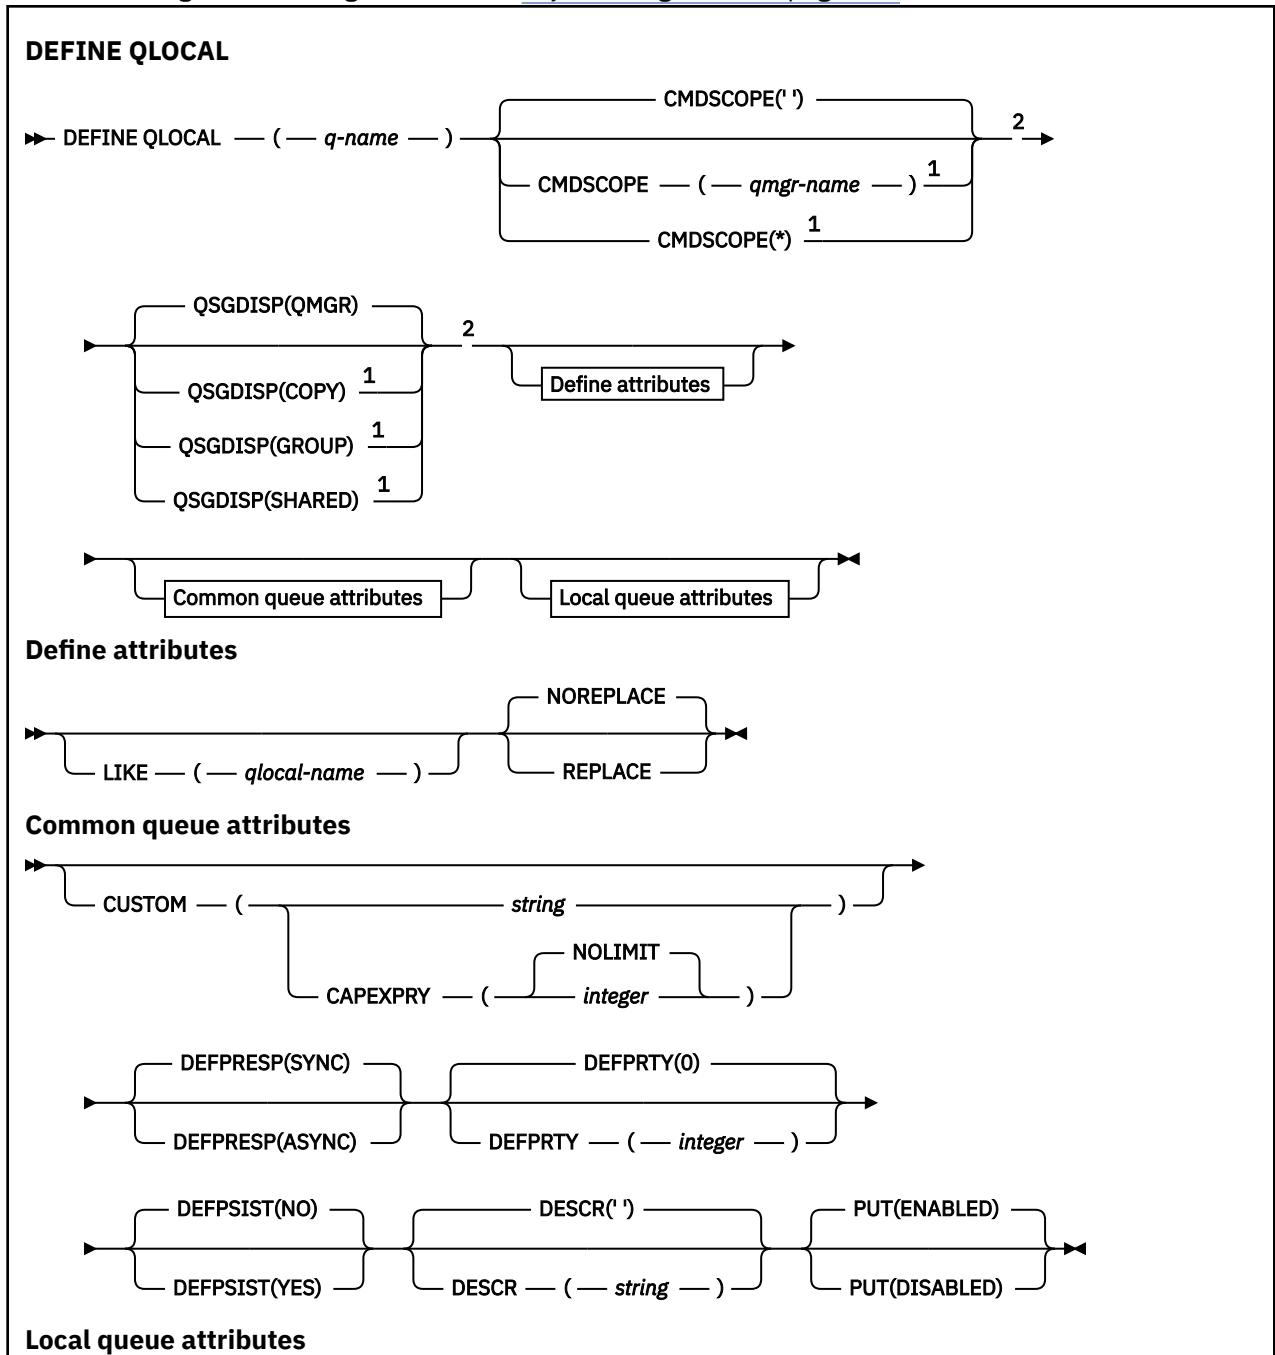 DEFINE QLOCAL
CMDSCOPE(' ')
DEFINE QLOCAL ( q-name ) 2
CMDSCOPE ( qmgr-name ) 1
CMDSCOPE(*) 1
QSGDISP(QMGR)
2
QSGDISP(COPY) 1 Define attributes
QSGDISP(GROUP) 1
QSGDISP(SHARED) 1
Common queue attributes Local queue attributes
Define attributes
NOREPLACE
LIKE ( qlocal-name ) REPLACE
Common queue attributes
CUSTOM ( string )
NOLIMIT
CAPEXPRY ( integer )
DEFPRESP(SYNC) DEFPRTY(0)
DEFPRESP(ASYNC) DEFPRTY ( integer )
DEFPSIST(NO) DESCR(' ') PUT(ENABLED)
DEFPSIST(YES) DESCR ( string ) PUT(DISABLED)
Local queue attributes